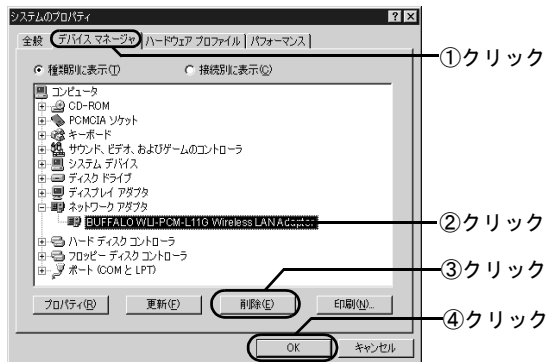 システムのプロパティ
全般 デバイス マネージャ ハードウェア プロファイル パフォーマンス
①クリック
種類別に表示(T) 接続別に表示(C)
コンピュータ
CD-ROM
PCMCIA ソケット
キーボード
サウンド、ビデオ、およびゲームのコントローラ
システム デバイス
ディスク ドライブ
ディスプレイ アダプタ
ネットワーク アダプタ
BUFFALO WLI-PCM-L11G Wireless LAN Adapter
②クリック
ハード ディスク コントローラ
フロッピー ディスク コントローラ
ポート (COM と LPT)
③クリック
プロパティ(R) 更新(F) 削除(E) 印刷(N)...
④クリック
OK キャンセル